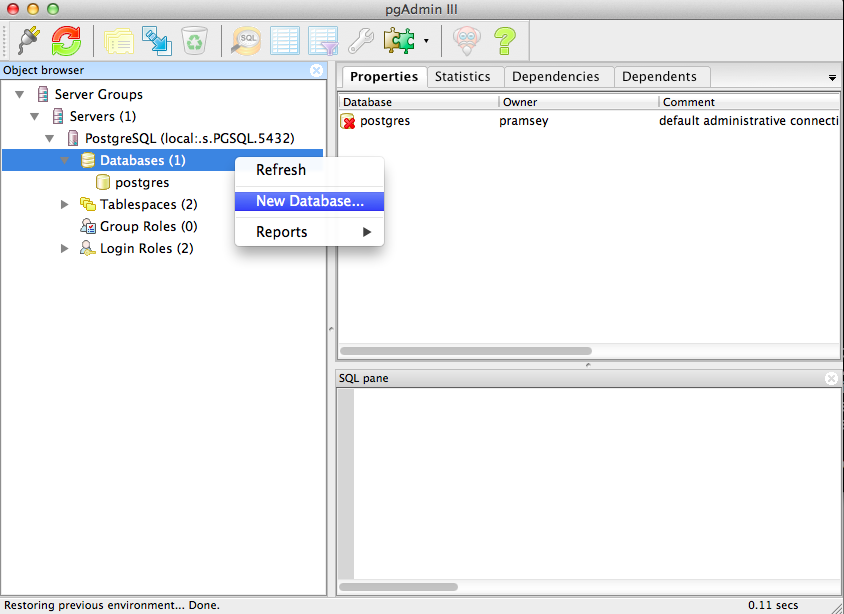 pgAdmin III
SQL
Object browser
Server Groups
Servers (1)
PostgreSQL (local:.s.PGSQL.5432)
Databases (1)
postgres
Tablespaces (2)
Group Roles (0)
Login Roles (2)
Refresh
New Database...
Reports
Properties
Statistics
Dependencies
Dependents
Database Owner Comment
postgres pramsey default administrative connecti
SQL pane
Restoring previous environment... Done.
0.11 secs